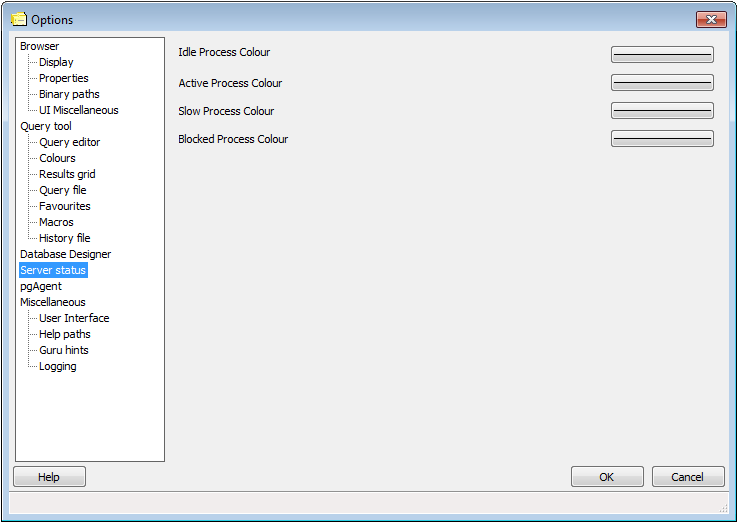 Options
Browser
Display
Properties
Binary paths
UI Miscellaneous
Query tool
Query editor
Colours
Results grid
Query file
Favourites
Macros
History file
Database Designer
Server status
pgAgent
Miscellaneous
User Interface
Help paths
Guru hints
Logging
Idle Process Colour
Active Process Colour
Slow Process Colour
Blocked Process Colour
Help
OK
Cancel